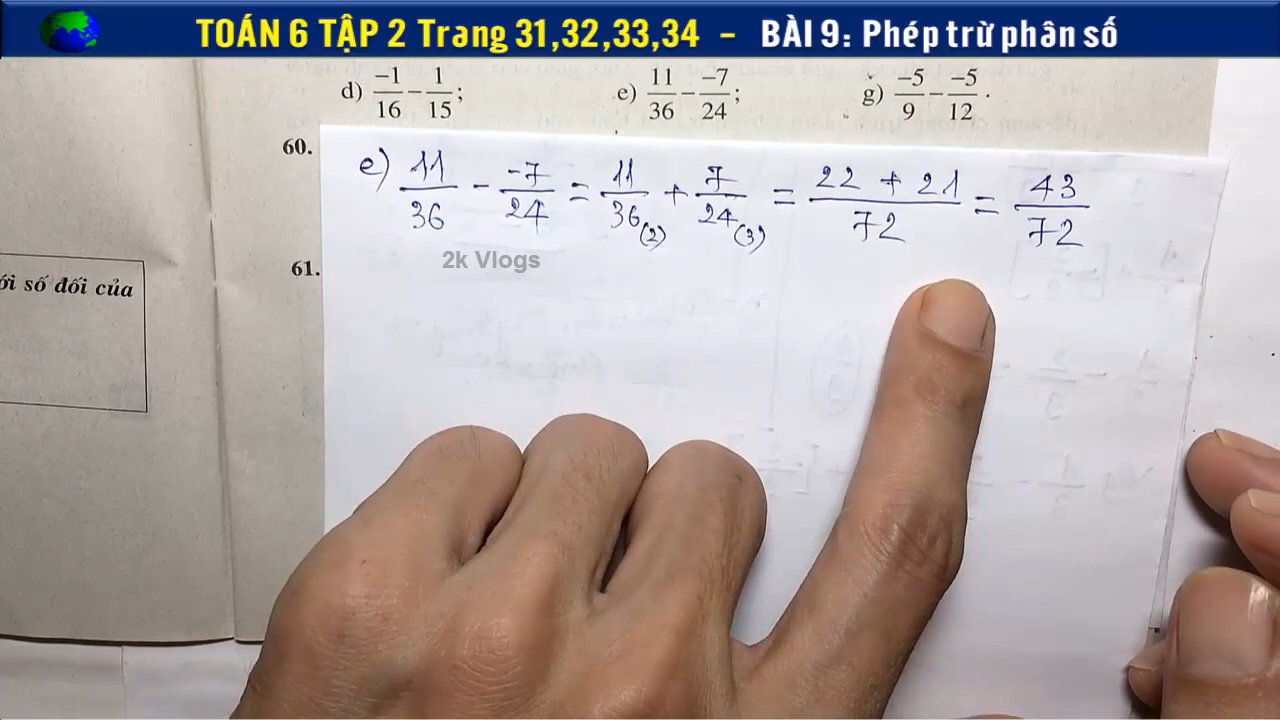 TOÁN 6 TẬP 2 Trang 31,32,33,34 – BÀI 9: Phép trừ phân số
d) -1/16 - 1/15; e) 11/36 - -7/24; g) -5/9 - -5/12.
60.
e) 11/36 - -7/24 = 11/36(2) + 7/24(3) = 22 + 21/72 = 43/72
2k Vlogs
61.
ới số đối của